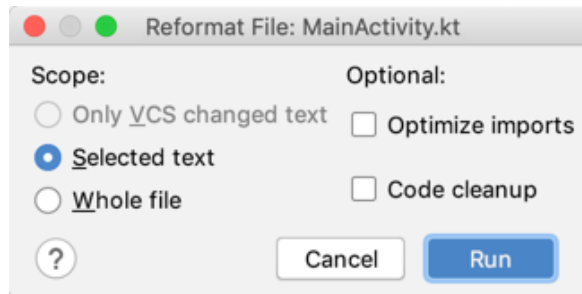 Reformat File: MainActivity.kt
Scope:
Optional:
Only VCS changed text
Optimize imports
Selected text
Code cleanup
Whole file
?
Cancel
Run